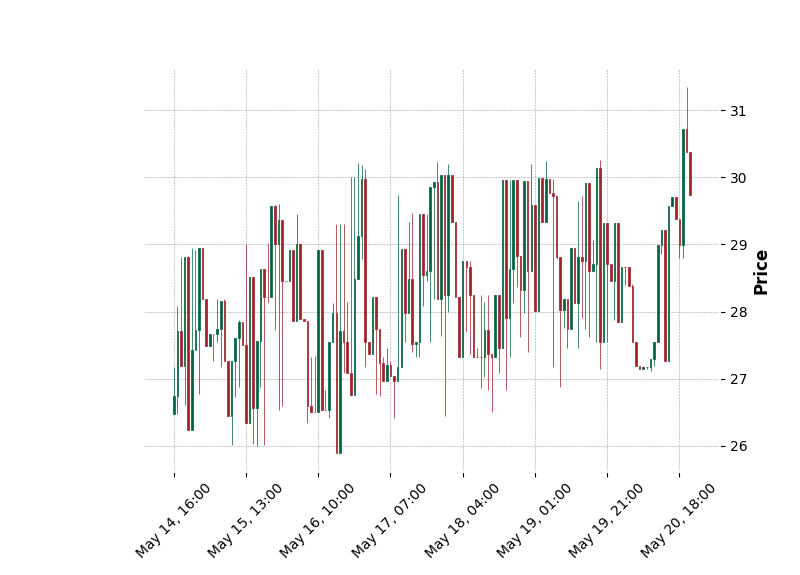 31
30
29
28
27
26
Price
May 14, 16:00
May 15, 13:00
May 16, 10:00
May 17, 07:00
May 18, 04:00
May 19, 01:00
May 19, 21:00
May 20, 18:00